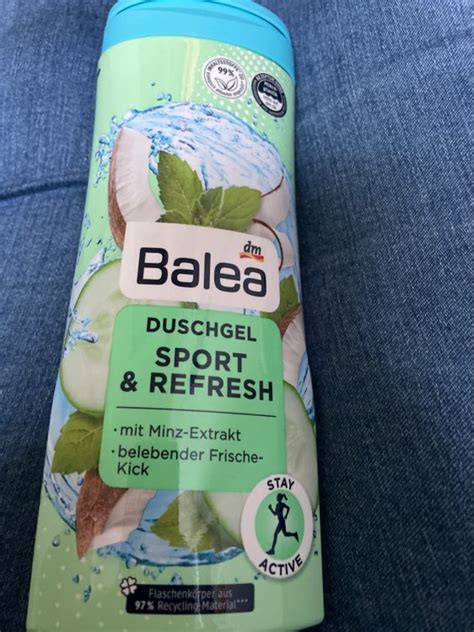 99%
dm
Balea
DUSCHGEL
SPORT
& REFRESH
· mit Minz-Extrakt
· belebender Frische-
Kick
STAY
ACTIVE
Flaschenkörper aus
97% Recycling-Material***